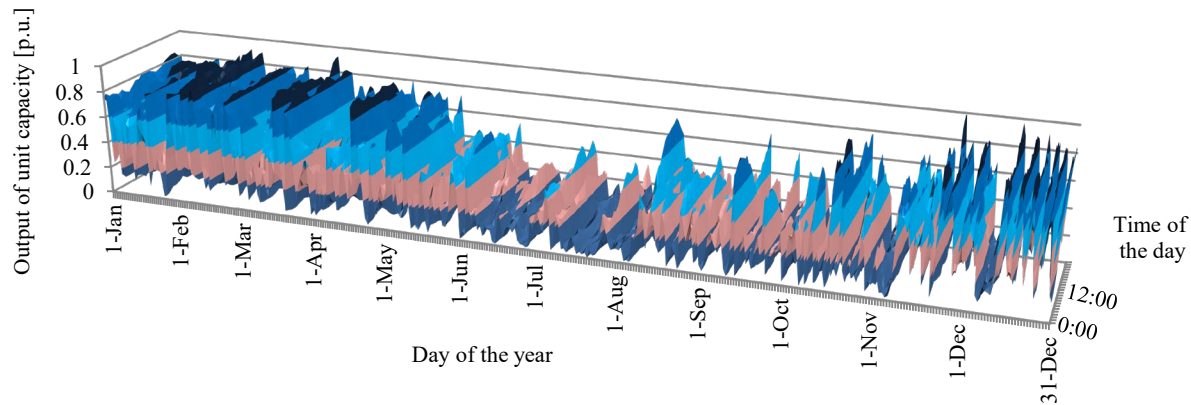 Output of unit capacity [p.u.]
1
0.8
0.6
0.4
0.2
0
1-Jan
1-Feb
1-Mar
1-Apr
1-May
1-Jun
1-Jul
1-Aug
1-Sep
1-Oct
1-Nov
1-Dec
31-Dec
Day of the year
Time of
the day
12:00
0:00